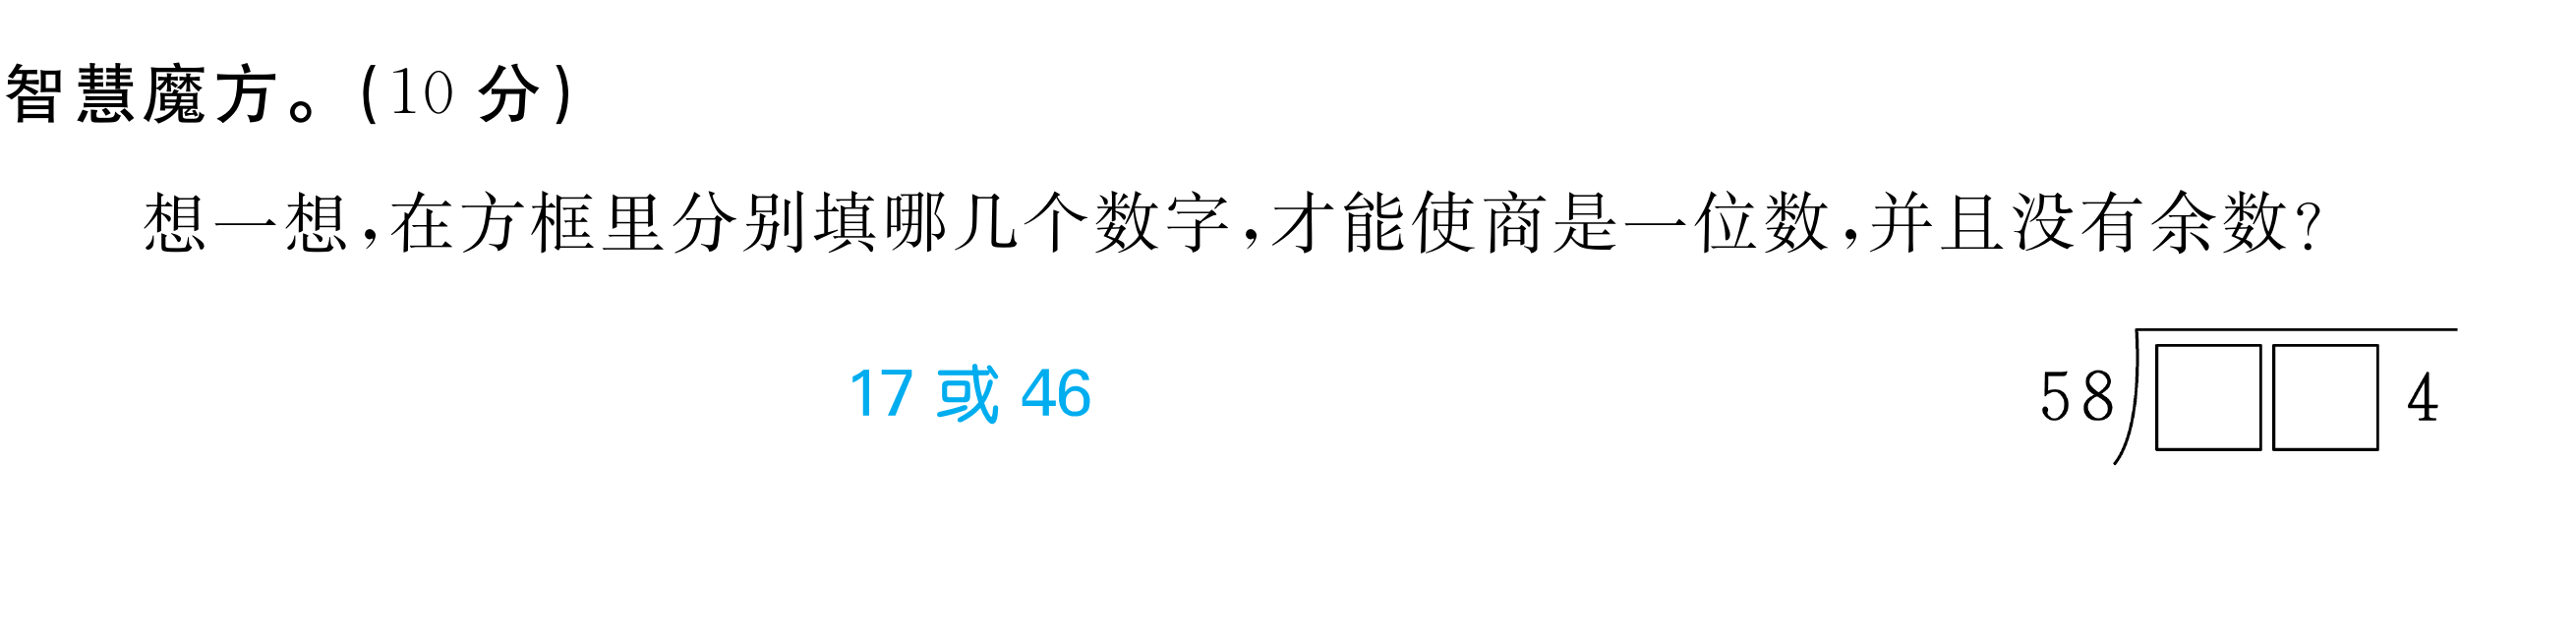 智慧魔方。(10 分)
想一想,在方框里分别填哪几个数字,才能使商是一位数,并且没有余数?
17 或 46
58 4